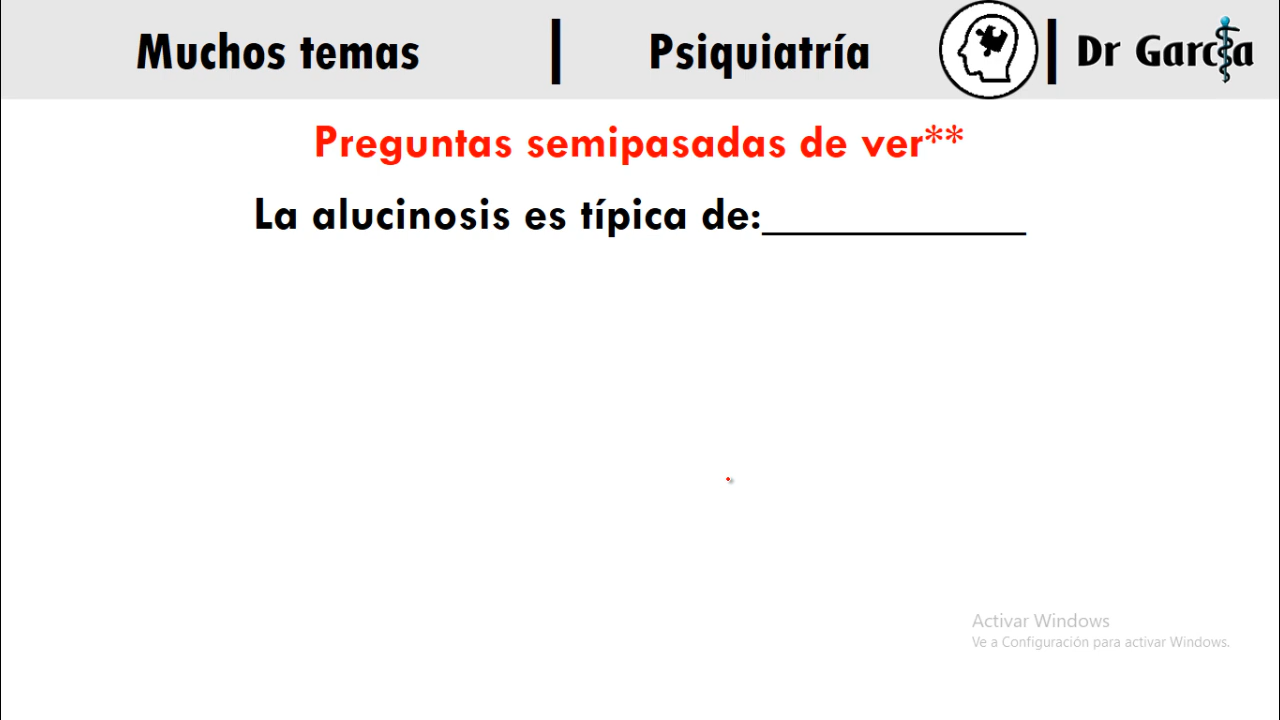 Muchos temas | Psiquiatría | Dr García
Preguntas semipasadas de ver**
La alucinosis es típica de:____________
Activar Windows
Ve a Configuración para activar Windows.